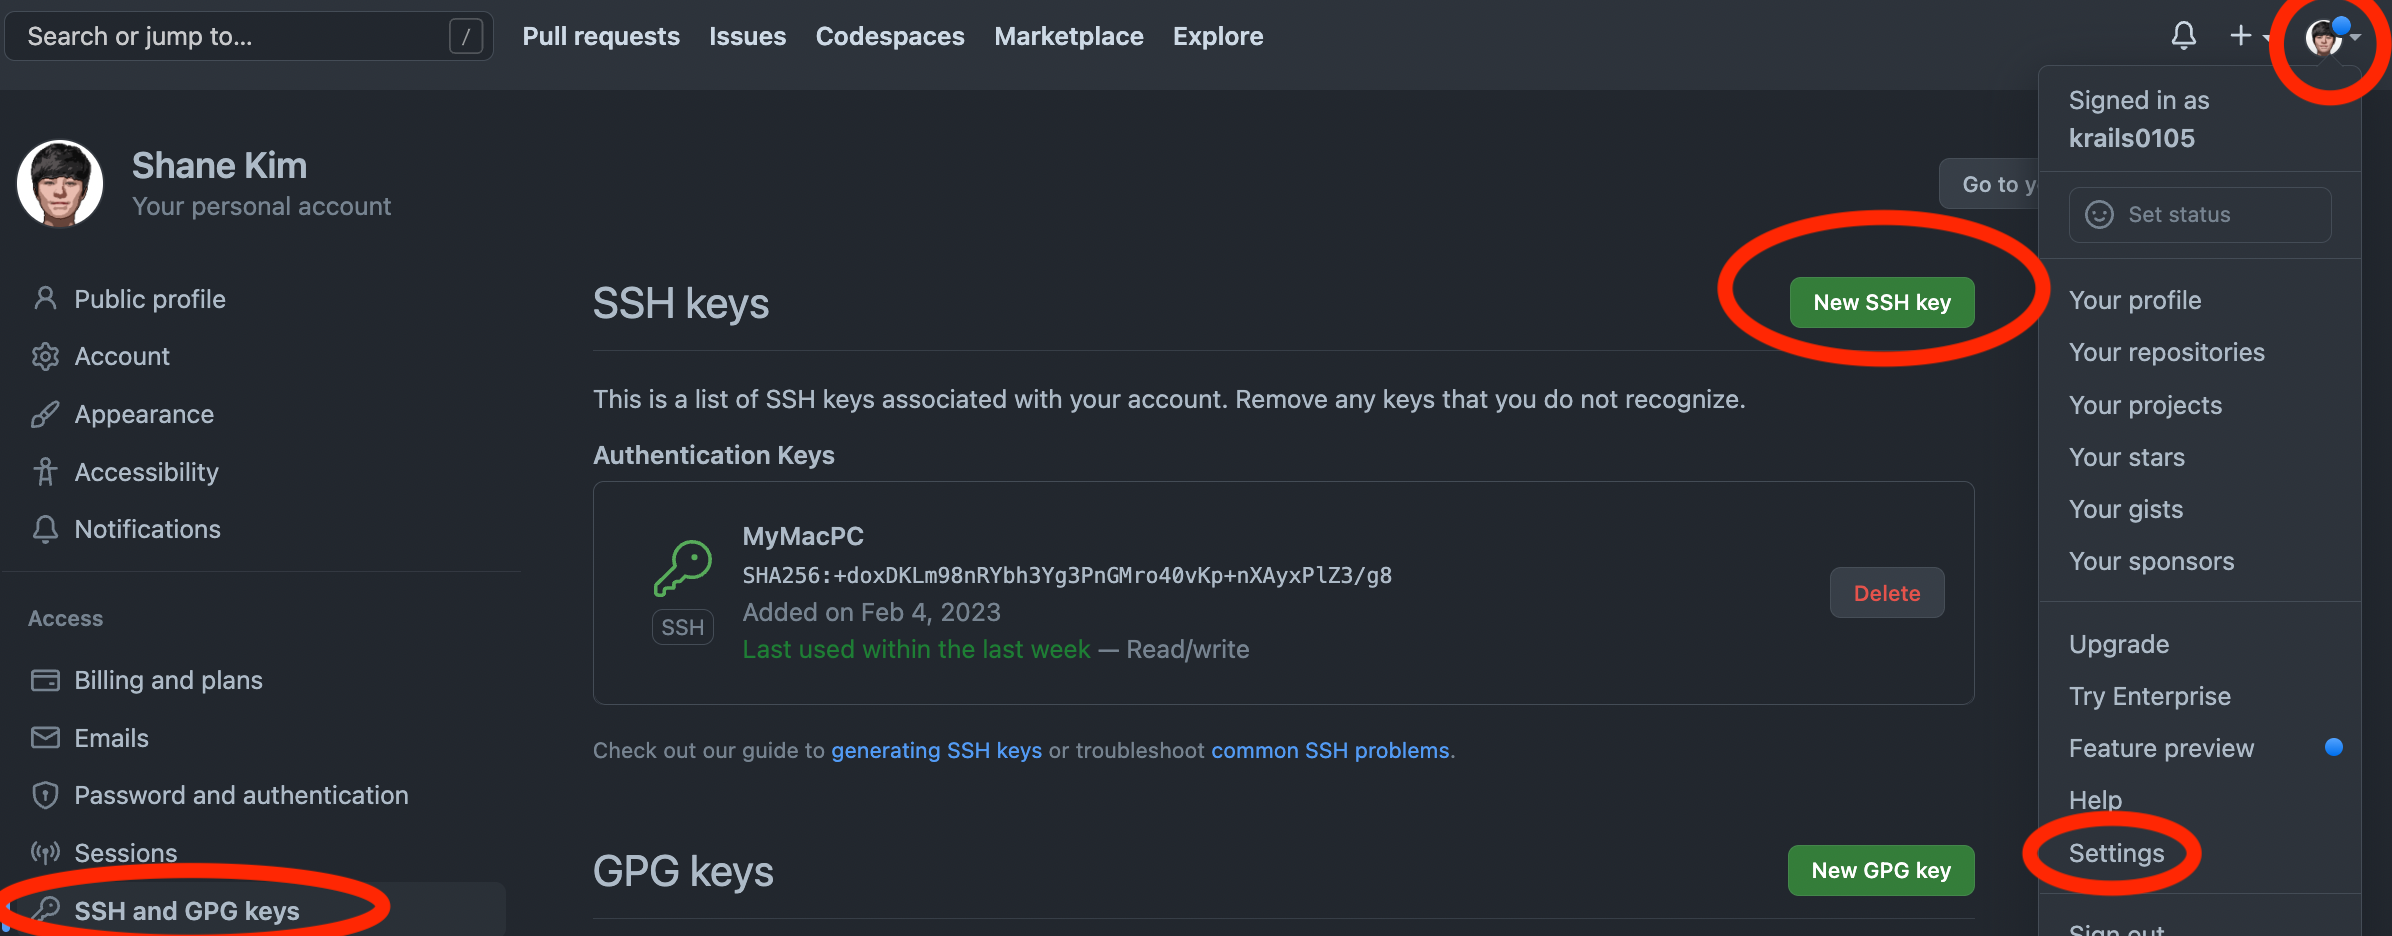 Search or jump to...
/
Pull requests
Issues
Codespaces
Marketplace
Explore
Shane Kim
Your personal account
Public profile
Account
Appearance
Accessibility
Notifications
Access
Billing and plans
Emails
Password and authentication
Sessions
SSH and GPG keys
Go to
SSH keys
New SSH key
This is a list of SSH keys associated with your account. Remove any keys that you do not recognize.
Authentication Keys
MyMacPC
SHA256:+doxDKLm98nRYbh3Yg3PnGMro40vKp+nXAyxPlZ3/g8
Added on Feb 4, 2023
Last used within the last week — Read/write
SSH
Delete
Check out our guide to generating SSH keys or troubleshoot common SSH problems.
GPG keys
New GPG key
Signed in as
krails0105
Set status
Your profile
Your repositories
Your projects
Your stars
Your gists
Your sponsors
Upgrade
Try Enterprise
Feature preview
Help
Settings
Sign out